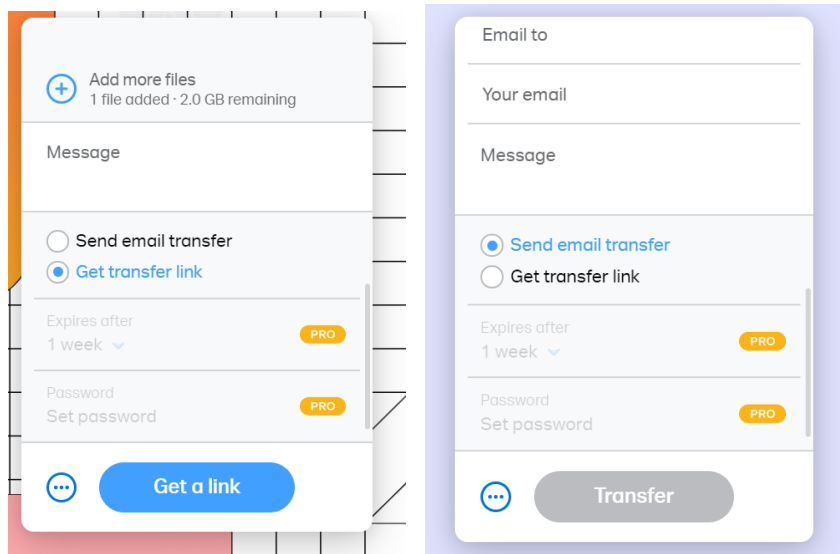 Add more files
1 file added · 2.0 GB remaining
Message
Send email transfer
Get transfer link
Expires after
1 week
PRO
Password
Set password
PRO
Get a link
Email to
Your email
Message
Send email transfer
Get transfer link
Expires after
1 week
PRO
Password
Set password
PRO
Transfer